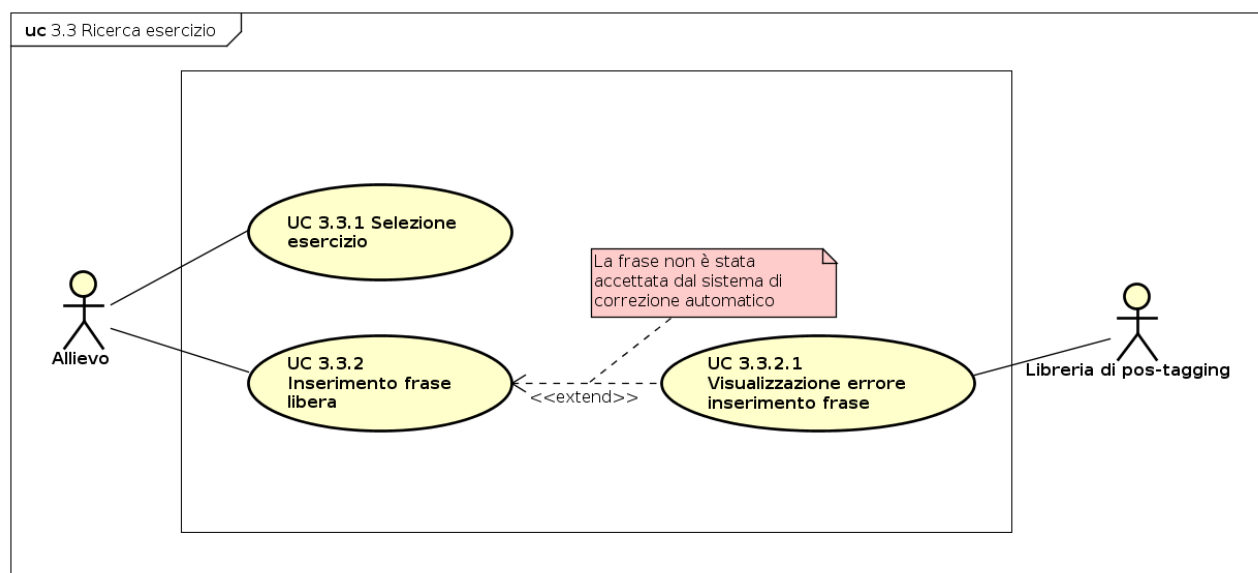 uc 3.3 Ricerca esercizio
UC 3.3.1 Selezione
esercizio
La frase non è stata
accettata dal sistema di
correzione automatico
Allievo
UC 3.3.2
Inserimento frase
libera
<<extend>>
UC 3.3.2.1
Visualizzazione errore
inserimento frase
Libreria di pos-tagging